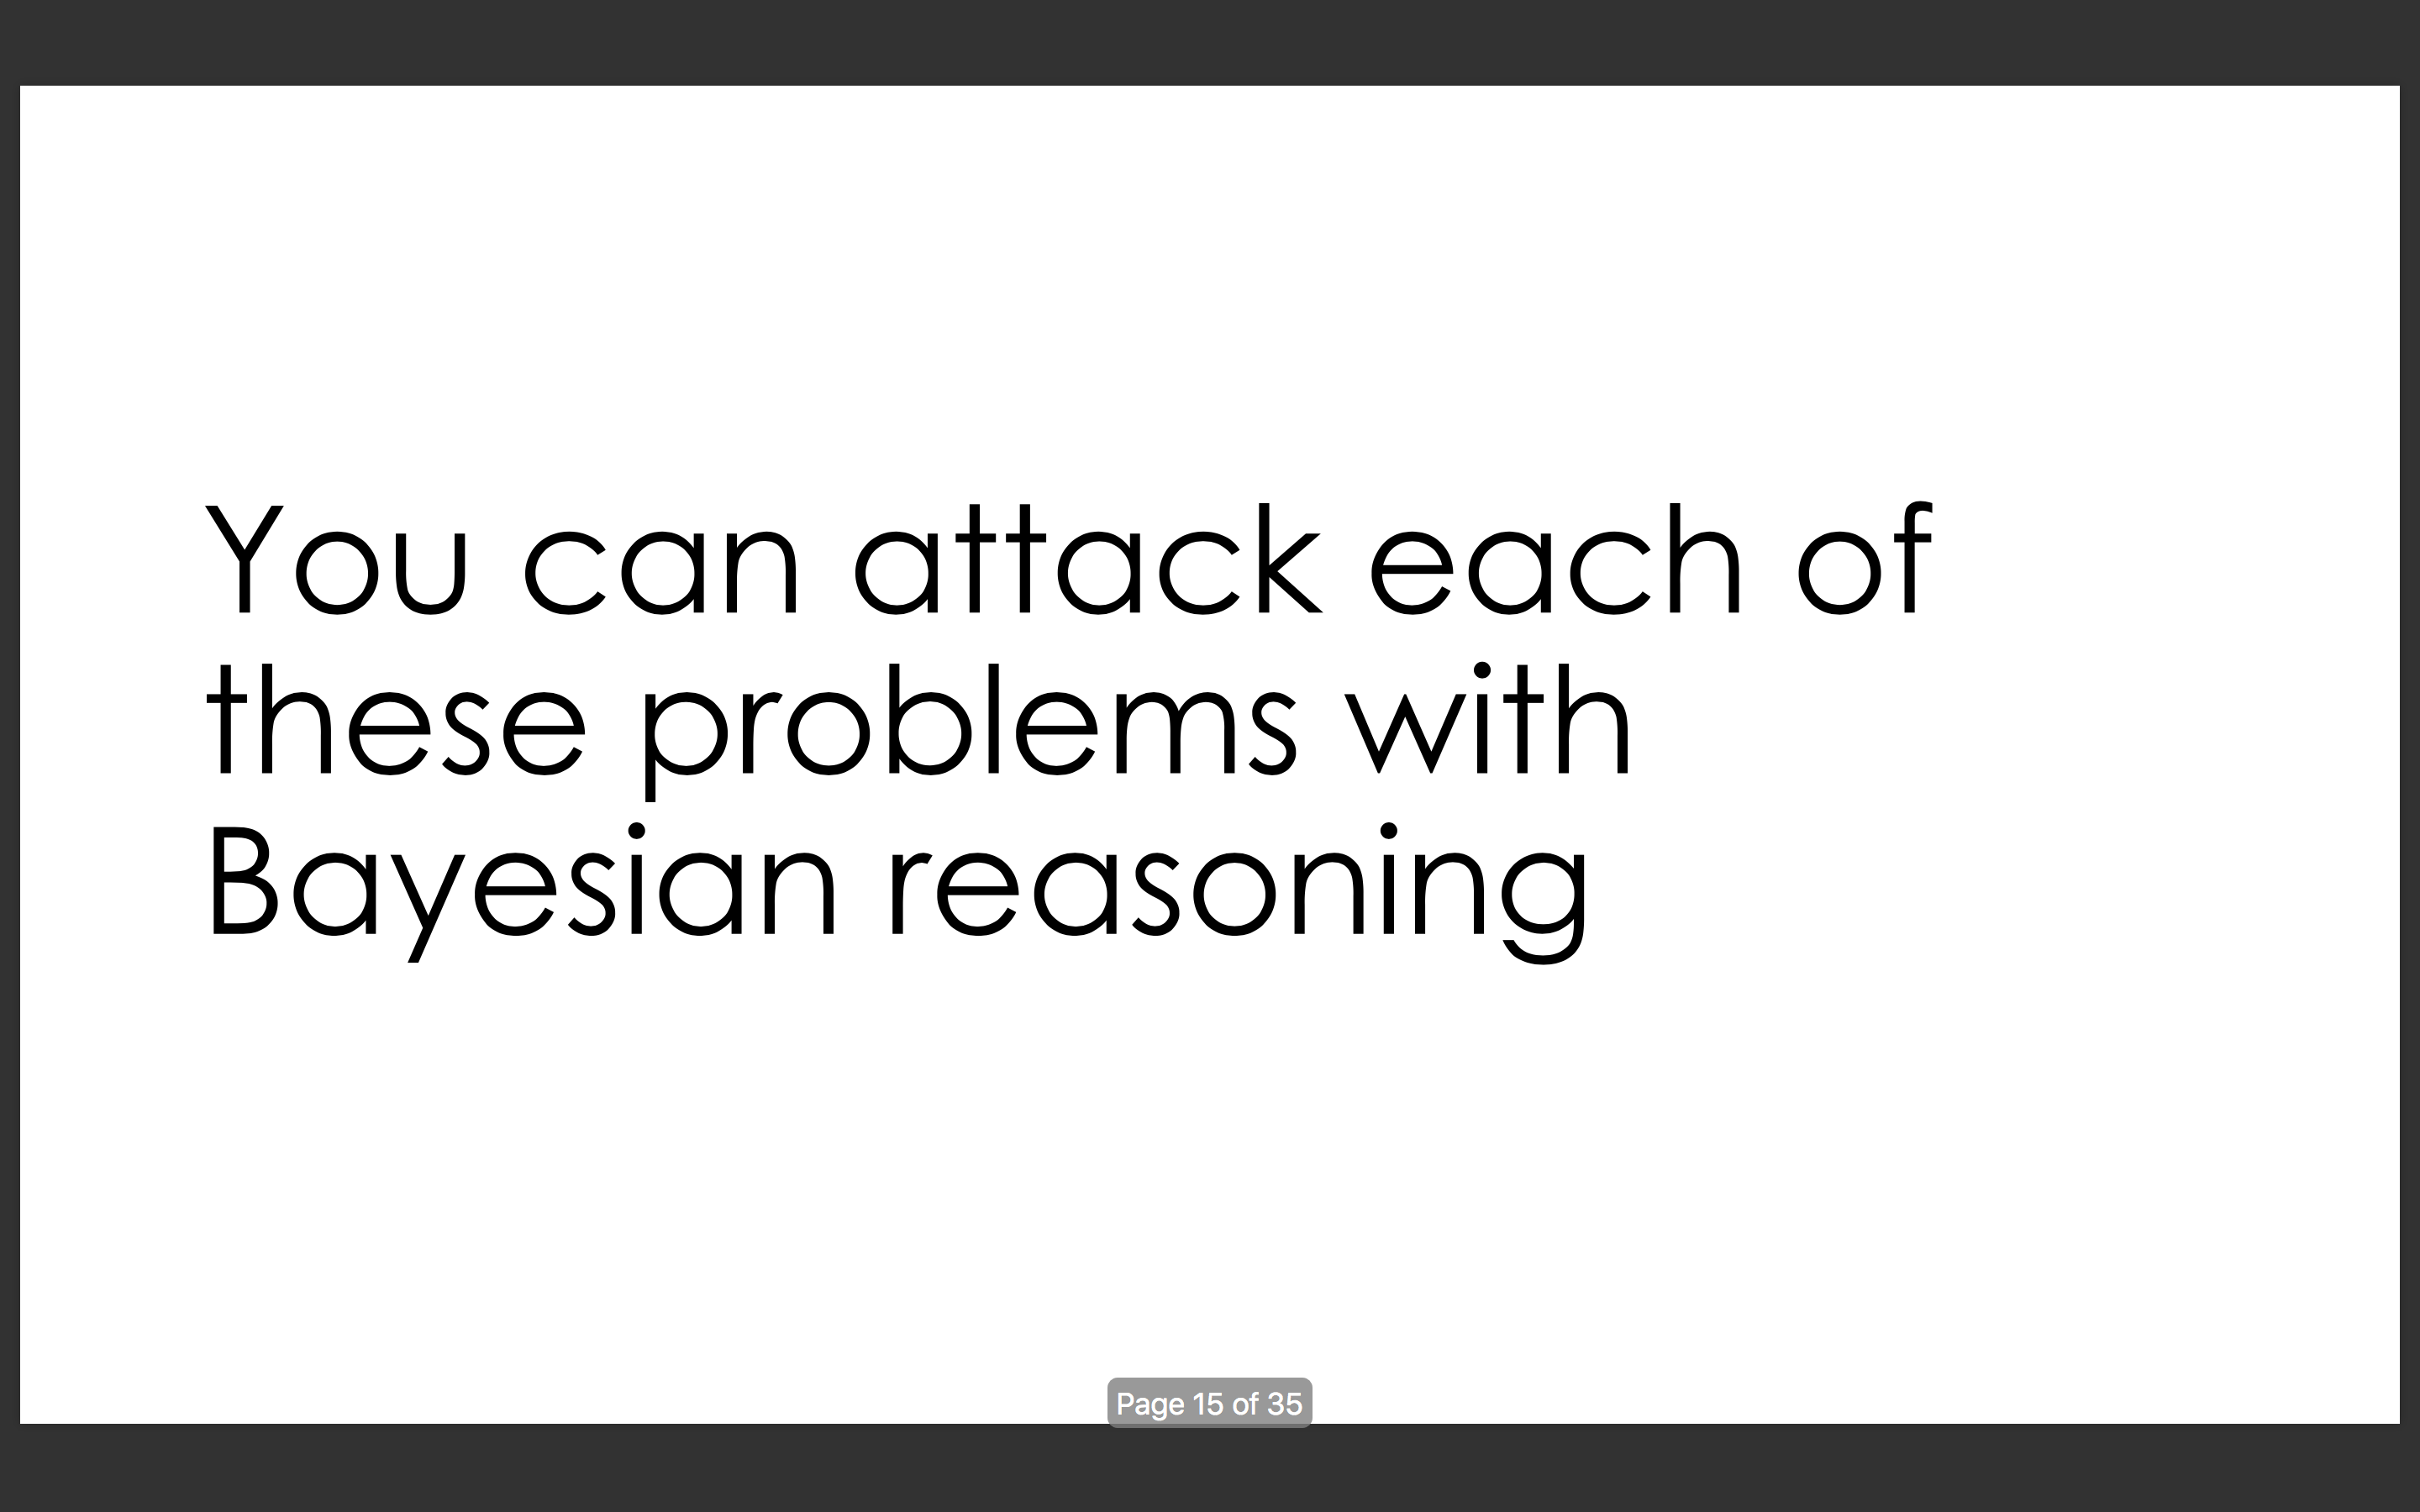 You can attack each of
these problems with
Bayesian reasoning
Page 15 of 35